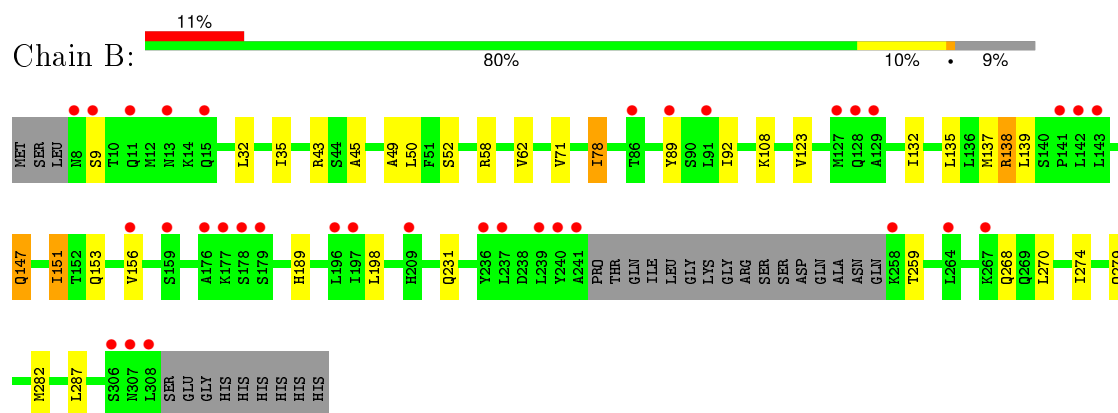 11%
Chain B:
80% 10% • 9%
MET SER LEU N8 S9 T10 Q11 M12 N13 K14 Q15 L32 I35 R43 S44 A45 A49 L50 F51 S52 R58 V62 V71 I78 T86 Y89 S90 L91 I92 K108 V123 M127 Q128 A129 I132 L135 L136 M137 R138 L139 S140 P141 L142 L143
Q147 I151 T152 Q153 V156 S159 A176 K177 S178 S179 H189 L196 I197 L198 H209 Q231 Y236 L237 D238 L239 Y240 A241 PRO THR GLN ILE LEU GLY LYS GLY ARG SER SER ASP GLN ALA ASN GLN K258 T259 L264 K267 Q268 Q269 L270 I274
M282 L287 S306 N307 L308 SER GLU GLY HIS HIS HIS HIS HIS HIS